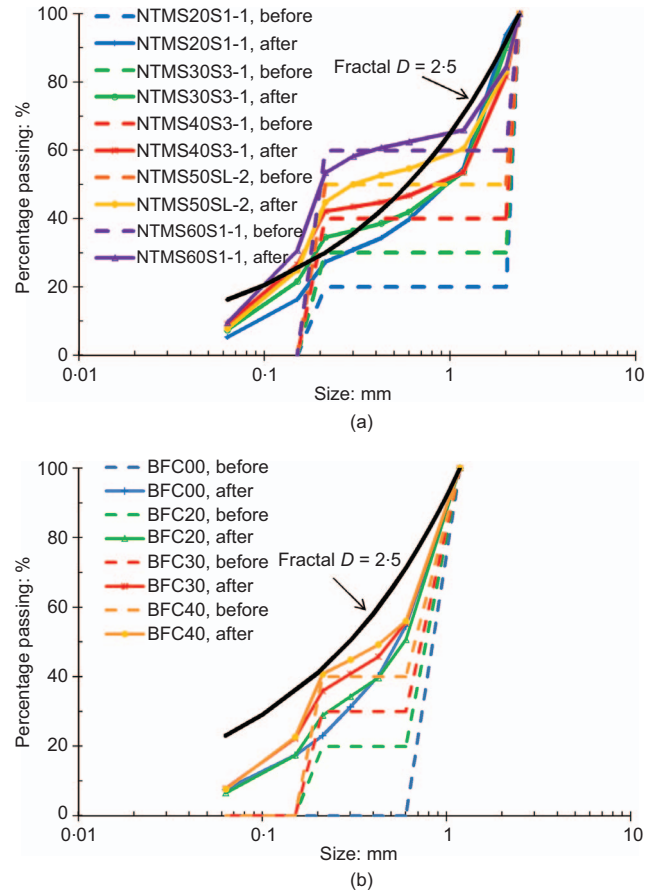 100
80
60
40
20
0
Percentage passing: %
NTMS20S1-1, before
NTMS20S1-1, after
NTMS30S3-1, before
NTMS30S3-1, after
NTMS40S3-1, before
NTMS40S3-1, after
NTMS50SL-2, before
NTMS50SL-2, after
NTMS60S1-1, before
NTMS60S1-1, after
Fractal D = 2·5
0·01
0·1
1
10
Size: mm
(a)
100
80
60
40
20
0
Percentage passing: %
BFC00, before
BFC00, after
BFC20, before
BFC20, after
BFC30, before
BFC30, after
BFC40, before
BFC40, after
Fractal D = 2·5
0·01
0·1
1
10
Size: mm
(b)